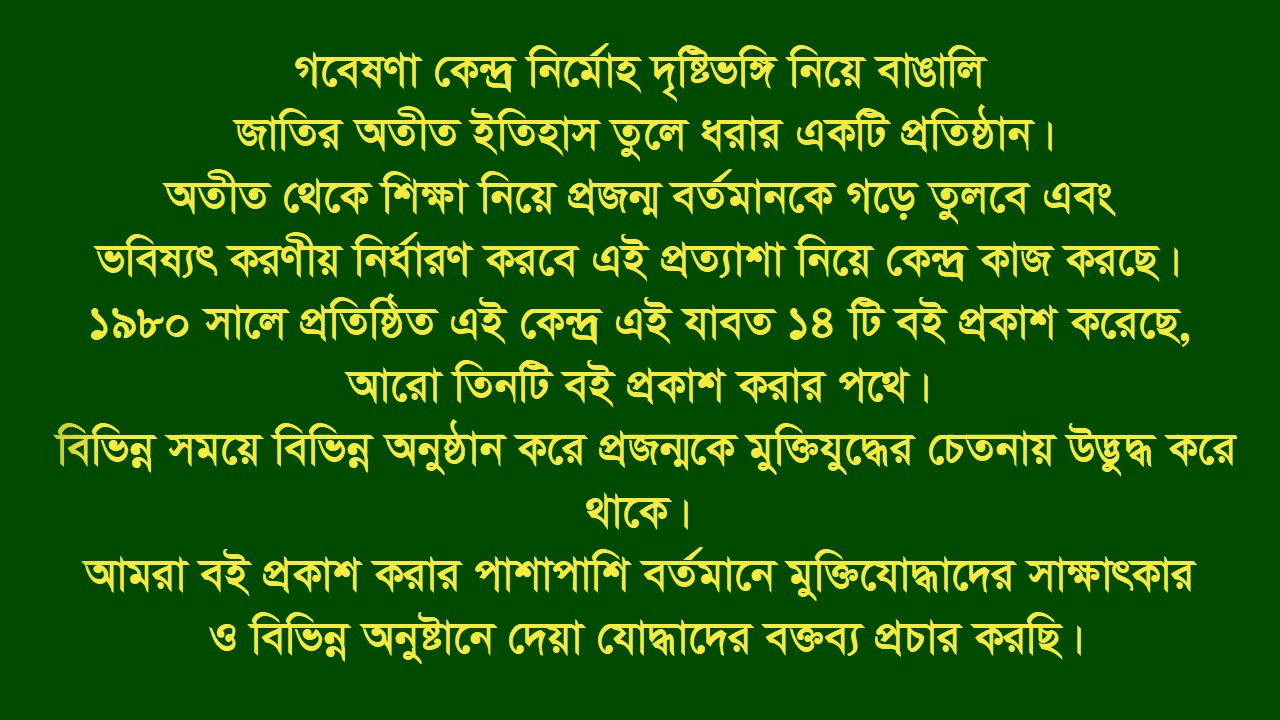 গবেষণা কেন্দ্র নির্মোহ দৃষ্টিভঙ্গি নিয়ে বাঙালি
জাতির অতীত ইতিহাস তুলে ধরার একটি প্রতিষ্ঠান।
অতীত থেকে শিক্ষা নিয়ে প্রজন্ম বর্তমানকে গড়ে তুলবে এবং
ভবিষ্যৎ করণীয় নির্ধারণ করবে এই প্রত্যাশা নিয়ে কেন্দ্র কাজ করছে।
১৯৮০ সালে প্রতিষ্ঠিত এই কেন্দ্র এই যাবত ১৪ টি বই প্রকাশ করেছে,
আরো তিনটি বই প্রকাশ করার পথে।
বিভিন্ন সময়ে বিভিন্ন অনুষ্ঠান করে প্রজন্মকে মুক্তিযুদ্ধের চেতনায় উদ্ভুদ্ধ করে
থাকে।
আমরা বই প্রকাশ করার পাশাপাশি বর্তমানে মুক্তিযোদ্ধাদের সাক্ষাৎকার
ও বিভিন্ন অনুষ্টানে দেয়া যোদ্ধাদের বক্তব্য প্রচার করছি।